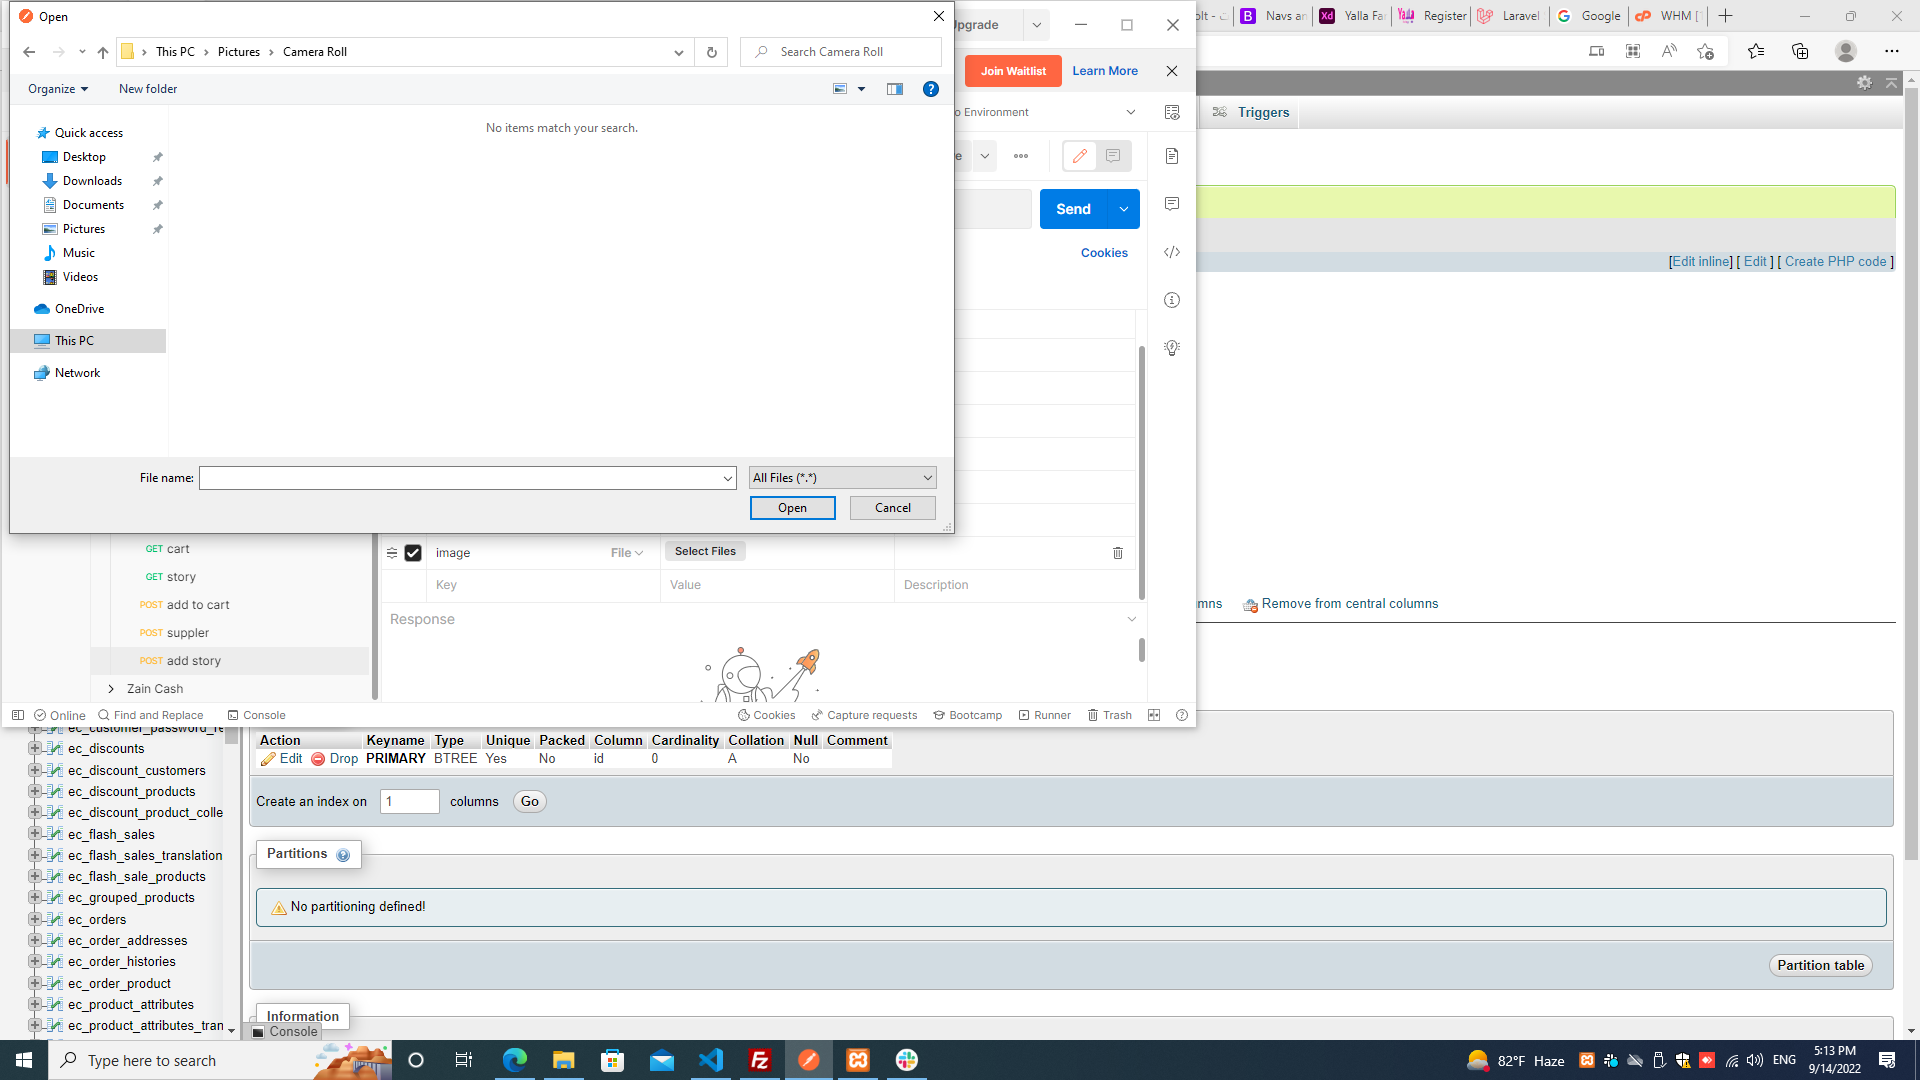 Open
Upgrade
Navs an
Yalla Fa
Register
Laravel
Google
WHM [
This PC
Pictures
Camera Roll
Search Camera Roll
Join Waitlist
Learn More
Organize
New folder
o Environment
Triggers
No items match your search.
Quick access
Desktop
Downloads
Documents
Pictures
Music
Videos
OneDrive
This PC
Network
Send
Cookies
[Edit inline] [ Edit ] [ Create PHP code ]
File name:
All Files (*.*)
Open
Cancel
GET cart
GET story
POST add to cart
POST suppler
POST add story
Zain Cash
image
File
Select Files
Key
Value
Description
Response
Remove from central columns
Online
Find and Replace
Console
Cookies
Capture requests
Bootcamp
Runner
Trash
ec_discounts
ec_discount_customers
ec_discount_products
ec_discount_product_colle
ec_flash_sales
ec_flash_sales_translation
ec_flash_sale_products
ec_grouped_products
ec_orders
ec_order_addresses
ec_order_histories
ec_order_product
ec_product_attributes
ec_product_attributes_tran
Action Keyname Type Unique Packed Column Cardinality Collation Null Comment
Edit Drop PRIMARY BTREE Yes No id 0 A No
Create an index on 1 columns Go
Partitions
No partitioning defined!
Partition table
Information
Console
Type here to search
82°F Haze
ENG
5:13 PM
9/14/2022